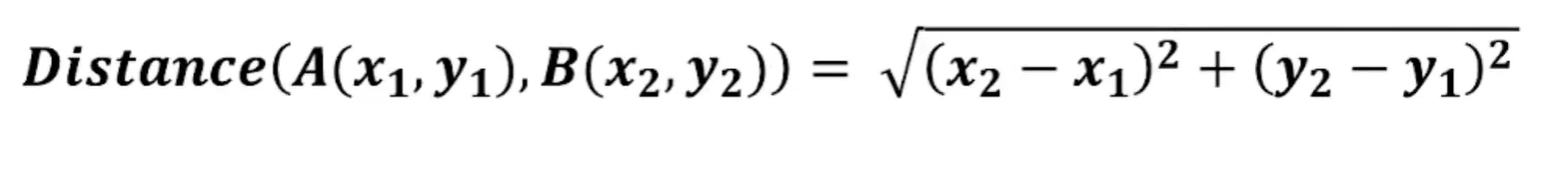 Distance(A(x₁, y₁), B(x₂, y₂)) = √(x₂ − x₁)² + (y₂ − y₁)²